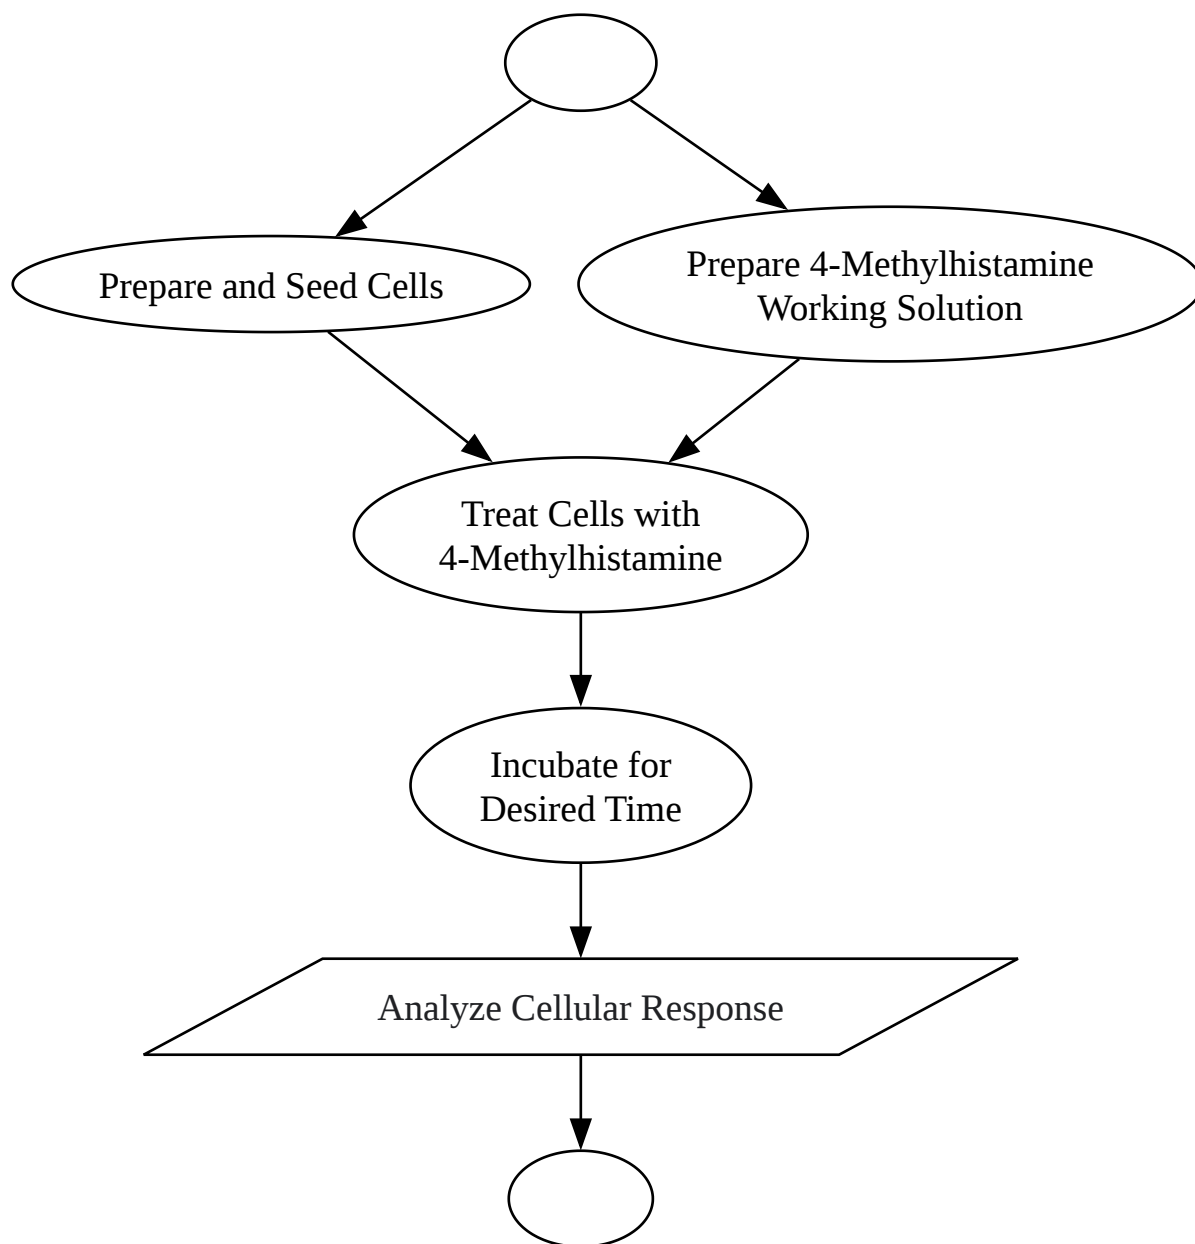 Prepare and Seed Cells
Prepare 4-Methylhistamine
Working Solution
Treat Cells with
4-Methylhistamine
Incubate for
Desired Time
Analyze Cellular Response